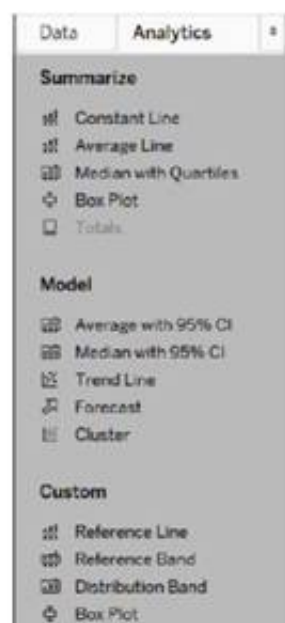 Data Analytics
Summarize
Constant Line
Average Line
Median with Quartiles
Box Plot
Totals
Model
Average with 95% CI
Median with 95% CI
Trend Line
Forecast
Cluster
Custom
Reference Line
Reference Band
Distribution Band
Box Plot